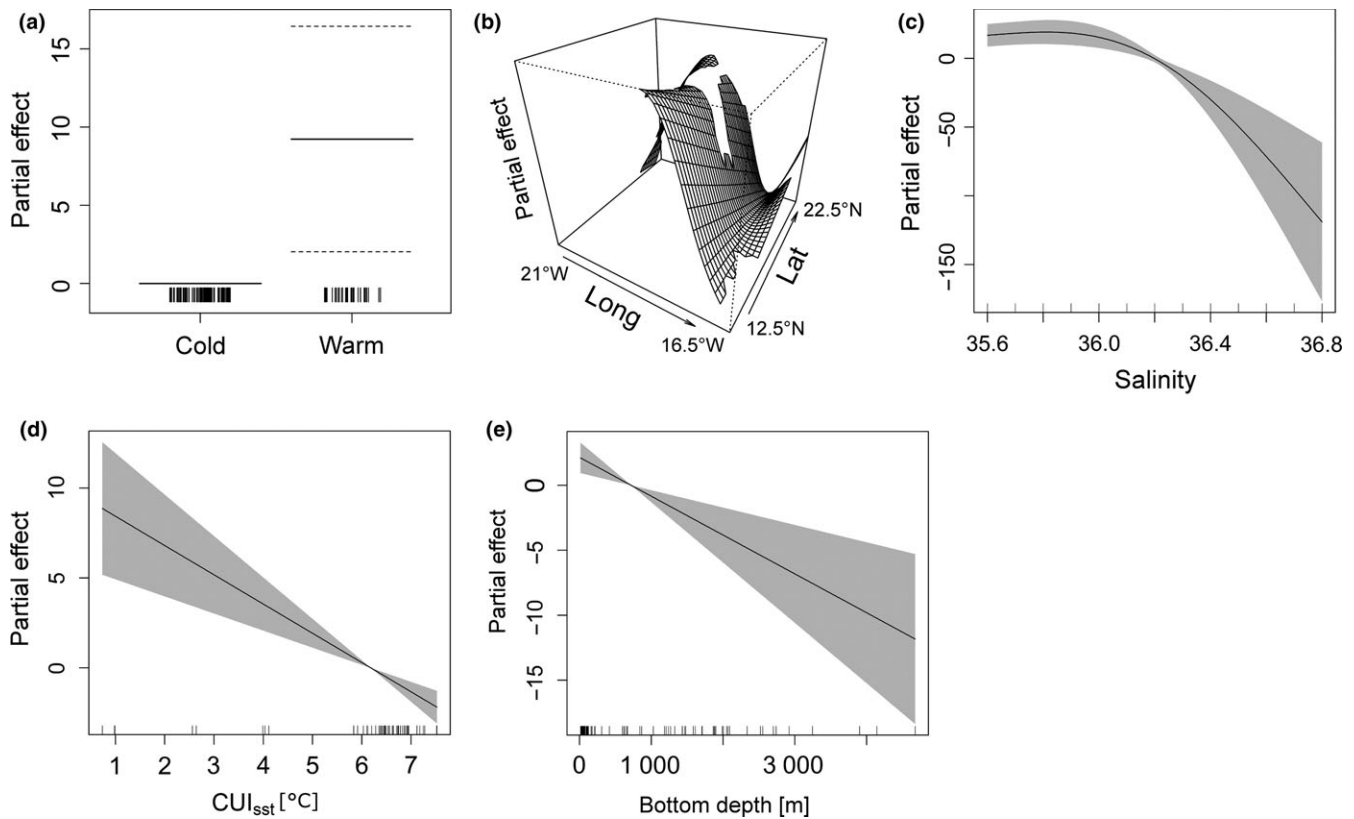 (a)
Partial effect
15
10
5
0
Cold Warm
(b)
Partial effect
21°W
Long
16.5°W
Lat
12.5°N
22.5°N
(c)
Partial effect
0
−50
−150
35.6 36.0 36.4 36.8
Salinity
(d)
Partial effect
10
5
0
1 2 3 4 5 6 7
CUIsst [°C]
(e)
Partial effect
0
−5
−10
−15
0 1 000 3 000
Bottom depth [m]